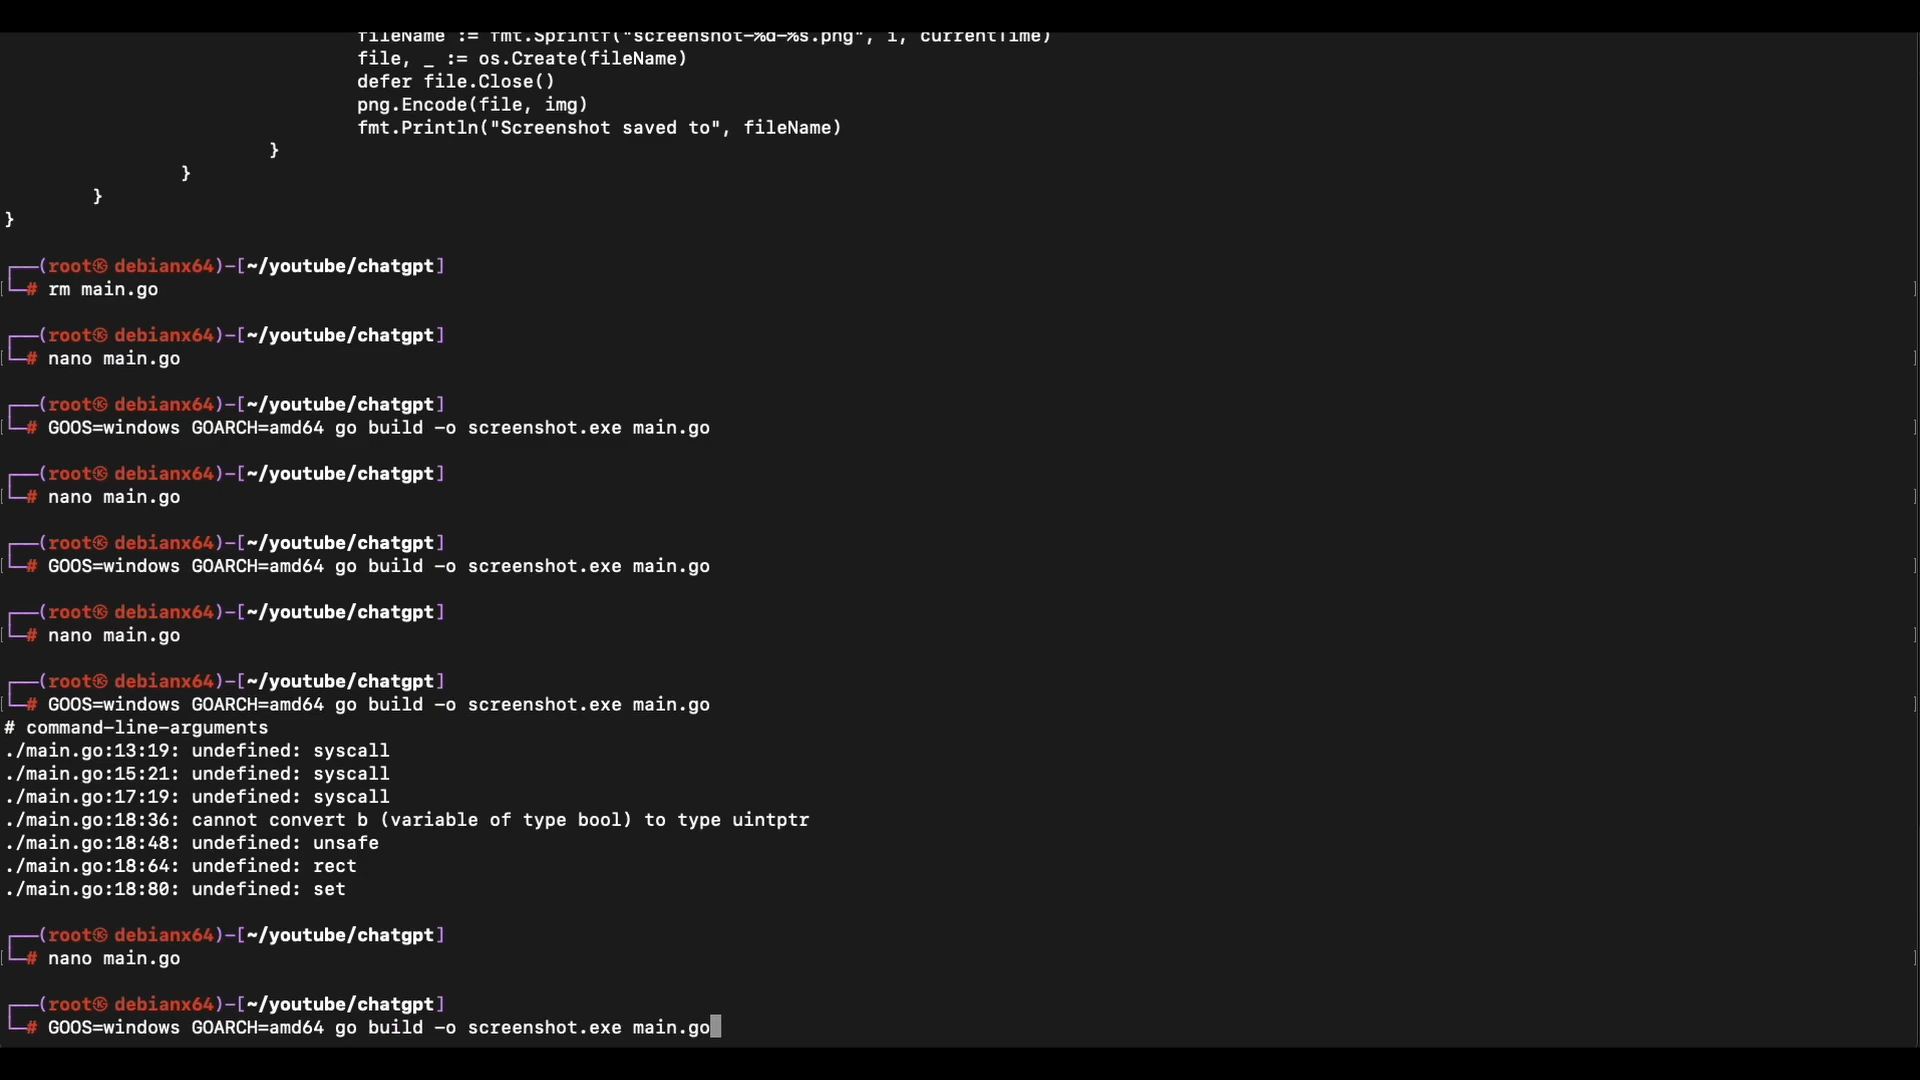 fileName := fmt.Sprintf("screenshot-%d-%s.png", i, currentTime)
file, _ := os.Create(fileName)
defer file.Close()
png.Encode(file, img)
fmt.Println("Screenshot saved to", fileName)
}
}
}
}
┌──(root㉿debianx64)-[~/youtube/chatgpt]
└─# rm main.go
┌──(root㉿debianx64)-[~/youtube/chatgpt]
└─# nano main.go
┌──(root㉿debianx64)-[~/youtube/chatgpt]
└─# GOOS=windows GOARCH=amd64 go build -o screenshot.exe main.go
┌──(root㉿debianx64)-[~/youtube/chatgpt]
└─# nano main.go
┌──(root㉿debianx64)-[~/youtube/chatgpt]
└─# GOOS=windows GOARCH=amd64 go build -o screenshot.exe main.go
┌──(root㉿debianx64)-[~/youtube/chatgpt]
└─# nano main.go
┌──(root㉿debianx64)-[~/youtube/chatgpt]
└─# GOOS=windows GOARCH=amd64 go build -o screenshot.exe main.go
# command-line-arguments
./main.go:13:19: undefined: syscall
./main.go:15:21: undefined: syscall
./main.go:17:19: undefined: syscall
./main.go:18:36: cannot convert b (variable of type bool) to type uintptr
./main.go:18:48: undefined: unsafe
./main.go:18:64: undefined: rect
./main.go:18:80: undefined: set
┌──(root㉿debianx64)-[~/youtube/chatgpt]
└─# nano main.go
┌──(root㉿debianx64)-[~/youtube/chatgpt]
└─# GOOS=windows GOARCH=amd64 go build -o screenshot.exe main.go